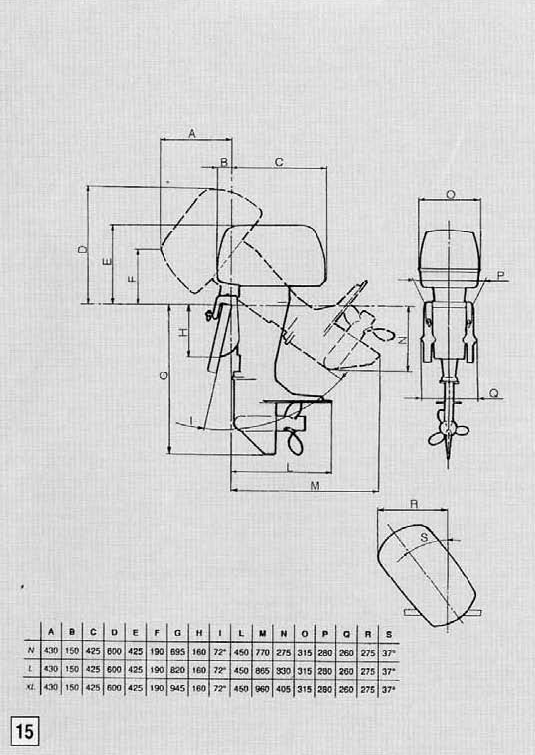 A
B
C
O
D
E
F
P
H
N
G
Q
I
L
M
R
S
A B C D E F G H I L M N O P Q R S
N 430 150 425 600 425 190 695 160 72° 450 770 275 315 280 260 275 37°
L 430 150 425 600 425 190 820 160 72° 450 865 330 315 280 260 275 37°
XL 430 150 425 600 425 190 945 160 72° 450 960 405 315 280 260 275 37°
15